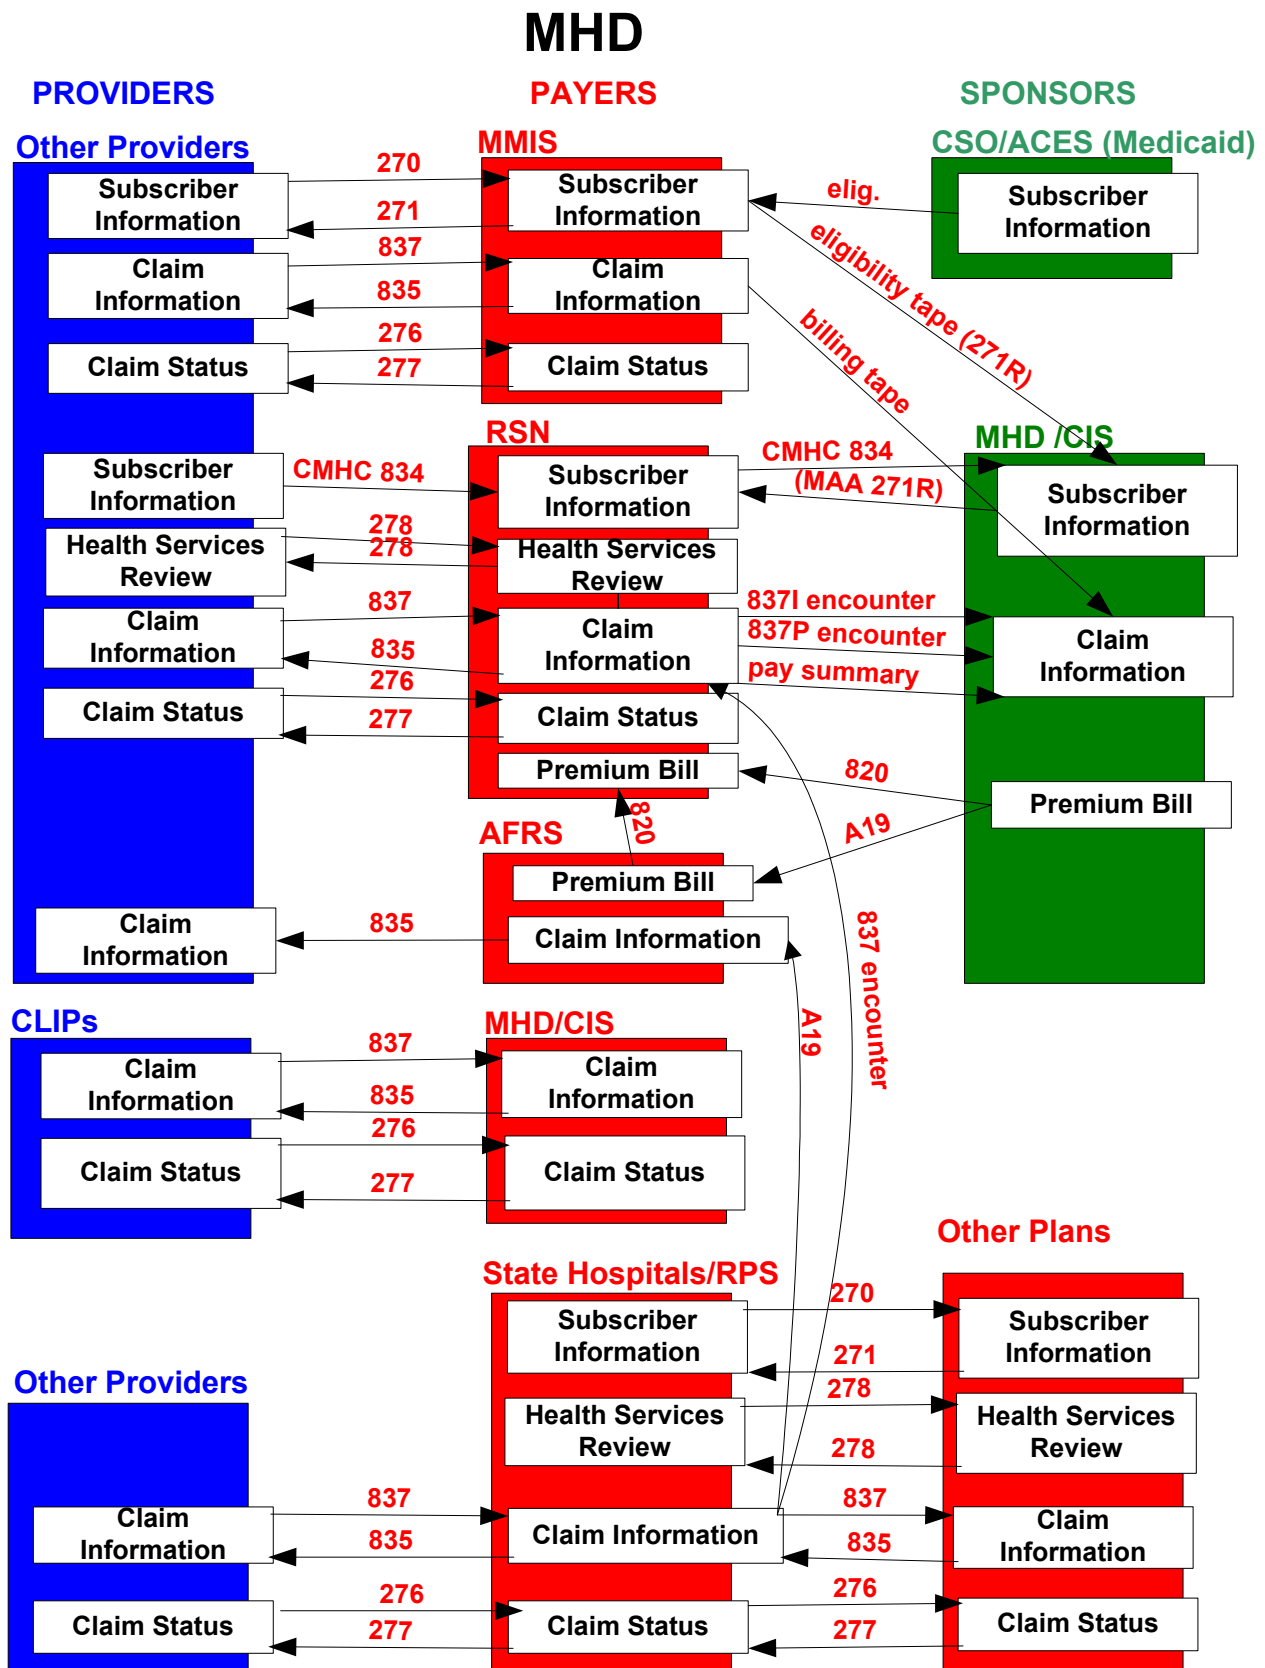 MHD
PROVIDERS
PAYERS
SPONSORS
Other Providers
MMIS
CSO/ACES (Medicaid)
Subscriber
Information
270
271
Subscriber
Information
elig.
Subscriber
Information
Claim
Information
837
835
Claim
Information
eligibility tape (271R)
billing tape
Claim Status
276
277
Claim Status
RSN
MHD /CIS
Subscriber
Information
CMHC 834
Subscriber
Information
CMHC 834
(MAA 271R)
Subscriber
Information
Health Services
Review
278
278
Health Services
Review
Claim
Information
837
835
Claim
Information
837I encounter
837P encounter
pay summary
Claim
Information
Claim Status
276
277
Claim Status
Premium Bill
820
Premium Bill
820
A19
AFRS
Premium Bill
Claim
Information
835
Claim Information
837 encounter
A19
CLIPs
MHD/CIS
Claim
Information
837
835
Claim
Information
Claim Status
276
277
Claim Status
State Hospitals/RPS
Other Plans
Subscriber
Information
270
271
Subscriber
Information
Other Providers
Health Services
Review
278
278
Health Services
Review
Claim
Information
837
835
Claim Information
837
835
Claim
Information
Claim Status
276
277
Claim Status
276
277
Claim Status